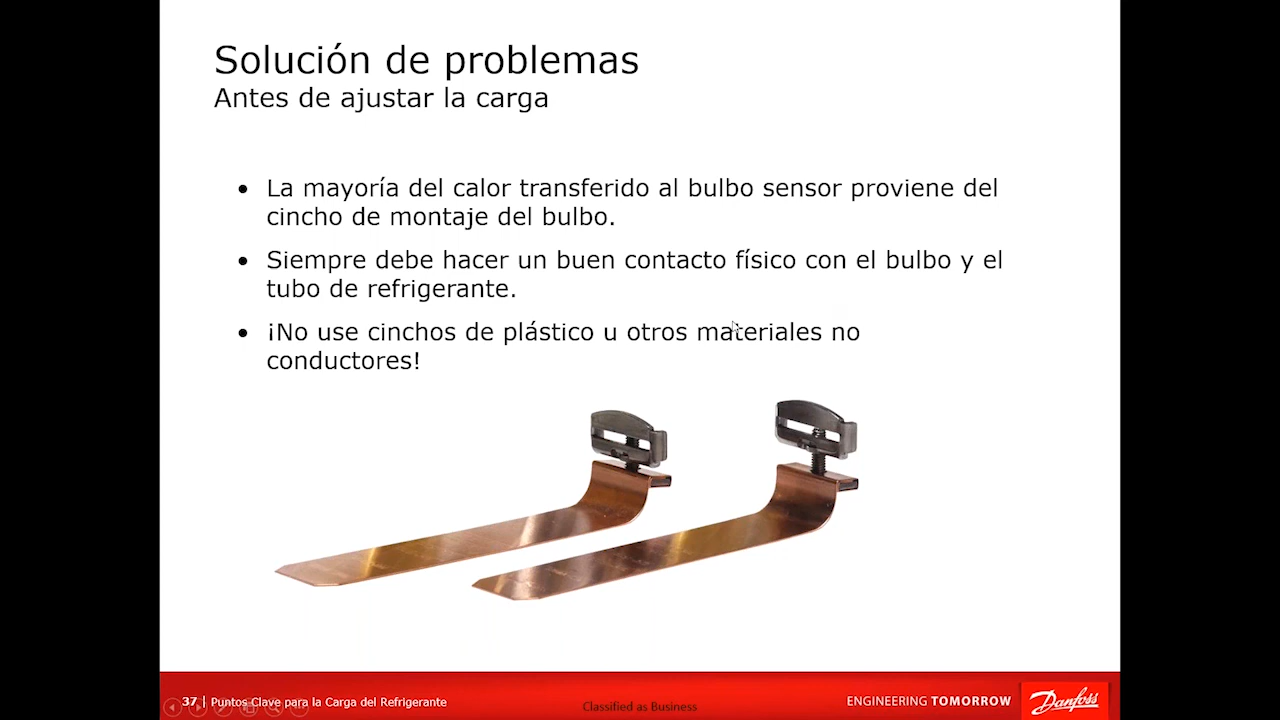 Solución de problemas
Antes de ajustar la carga
• La mayoría del calor transferido al bulbo sensor proviene del
cincho de montaje del bulbo.
• Siempre debe hacer un buen contacto físico con el bulbo y el
tubo de refrigerante.
• ¡No use cinchos de plástico u otros materiales no
conductores!
37 | Puntos Clave para la Carga del Refrigerante
Classified as Business
ENGINEERING TOMORROW
Danfoss